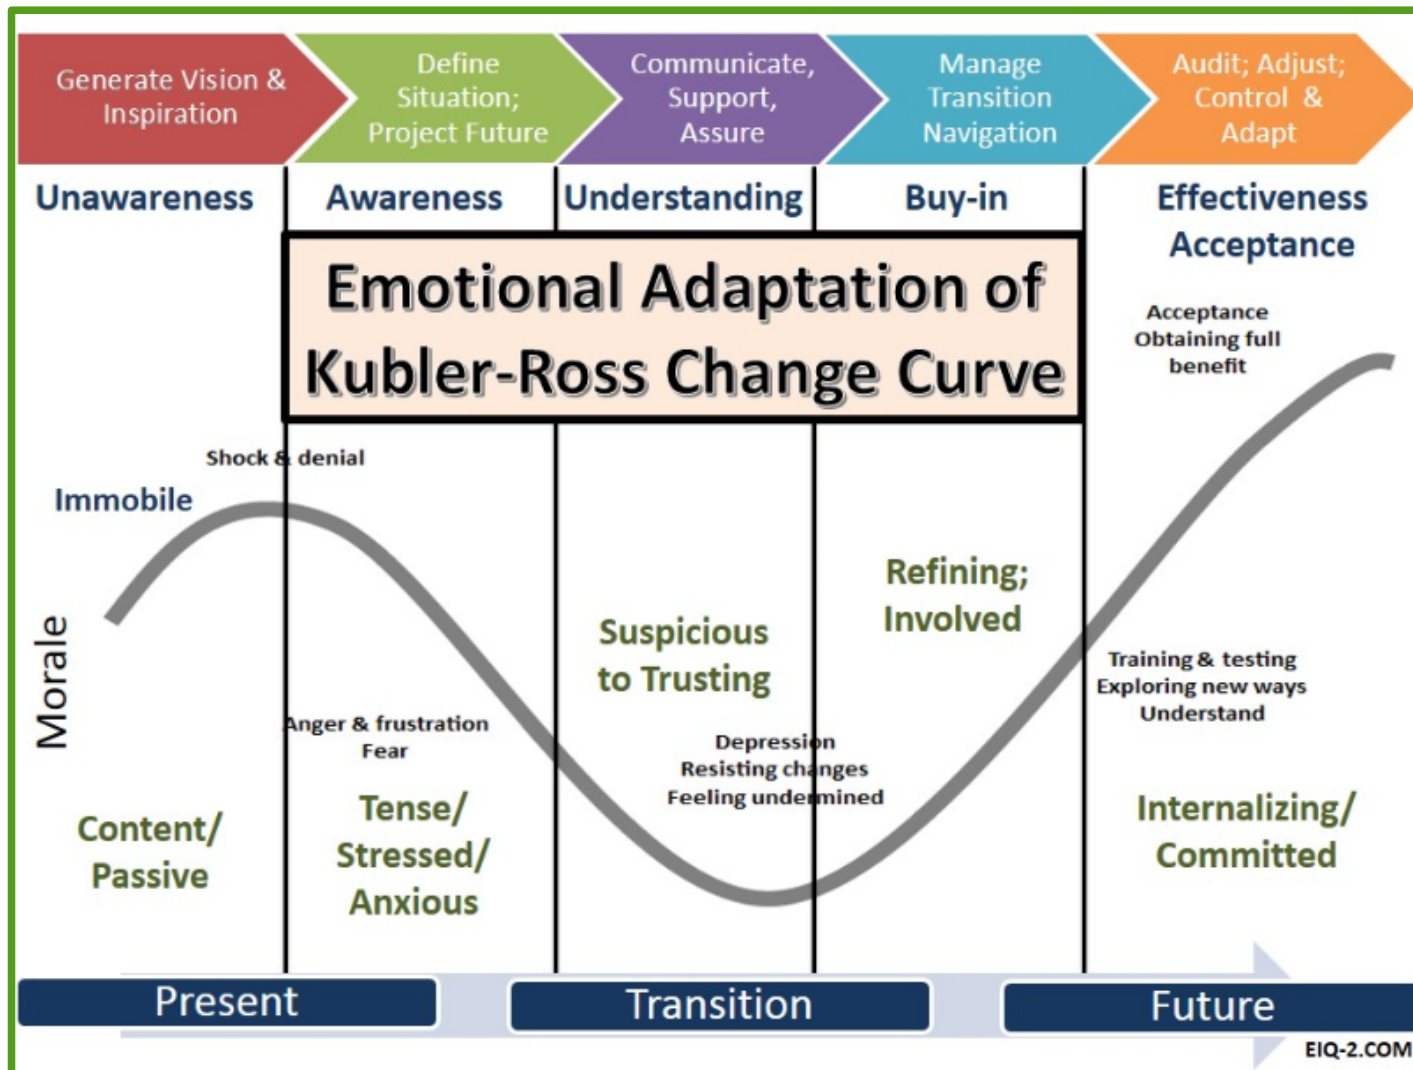 Generate Vision &
Inspiration
Define
Situation;
Project Future
Communicate,
Support,
Assure
Manage
Transition
Navigation
Audit; Adjust;
Control &
Adapt
Unawareness
Awareness
Understanding
Buy-in
Effectiveness
Acceptance
Emotional Adaptation of
Kubler-Ross Change Curve
Acceptance
Obtaining full
benefit
Shock & denial
Immobile
Morale
Refining;
Involved
Suspicious
to Trusting
Training & testing
Exploring new ways
Understand
Anger & frustration
Fear
Depression
Resisting changes
Feeling undermined
Content/
Passive
Tense/
Stressed/
Anxious
Internalizing/
Committed
Present
Transition
Future
EIQ-2.COM